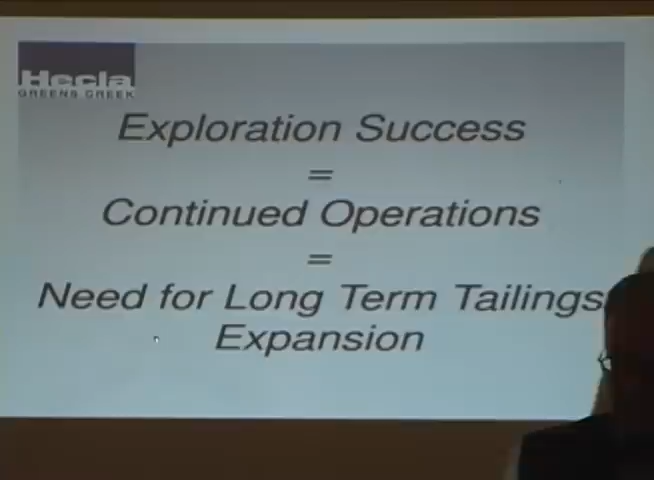 Hecla
GREENS CREEK
Exploration Success
=
Continued Operations
=
Need for Long Term Tailings
Expansion